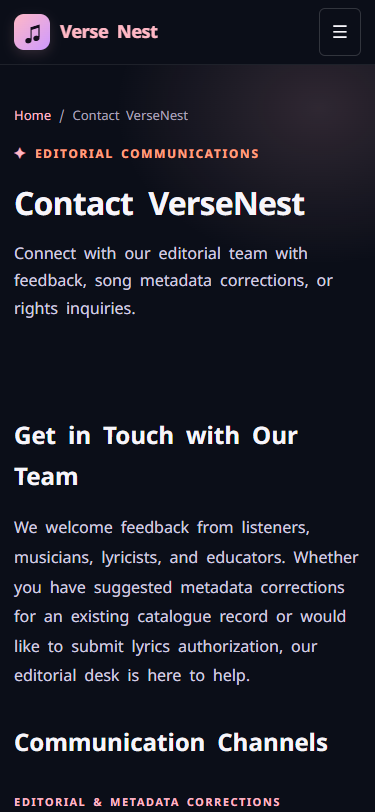 Verse Nest
Home / Contact VerseNest
✦ EDITORIAL COMMUNICATIONS
Contact VerseNest
Connect with our editorial team with
feedback, song metadata corrections, or
rights inquiries.
Get in Touch with Our
Team
We welcome feedback from listeners,
musicians, lyricists, and educators. Whether
you have suggested metadata corrections
for an existing catalogue record or would
like to submit lyrics authorization, our
editorial desk is here to help.
Communication Channels
EDITORIAL & METADATA CORRECTIONS